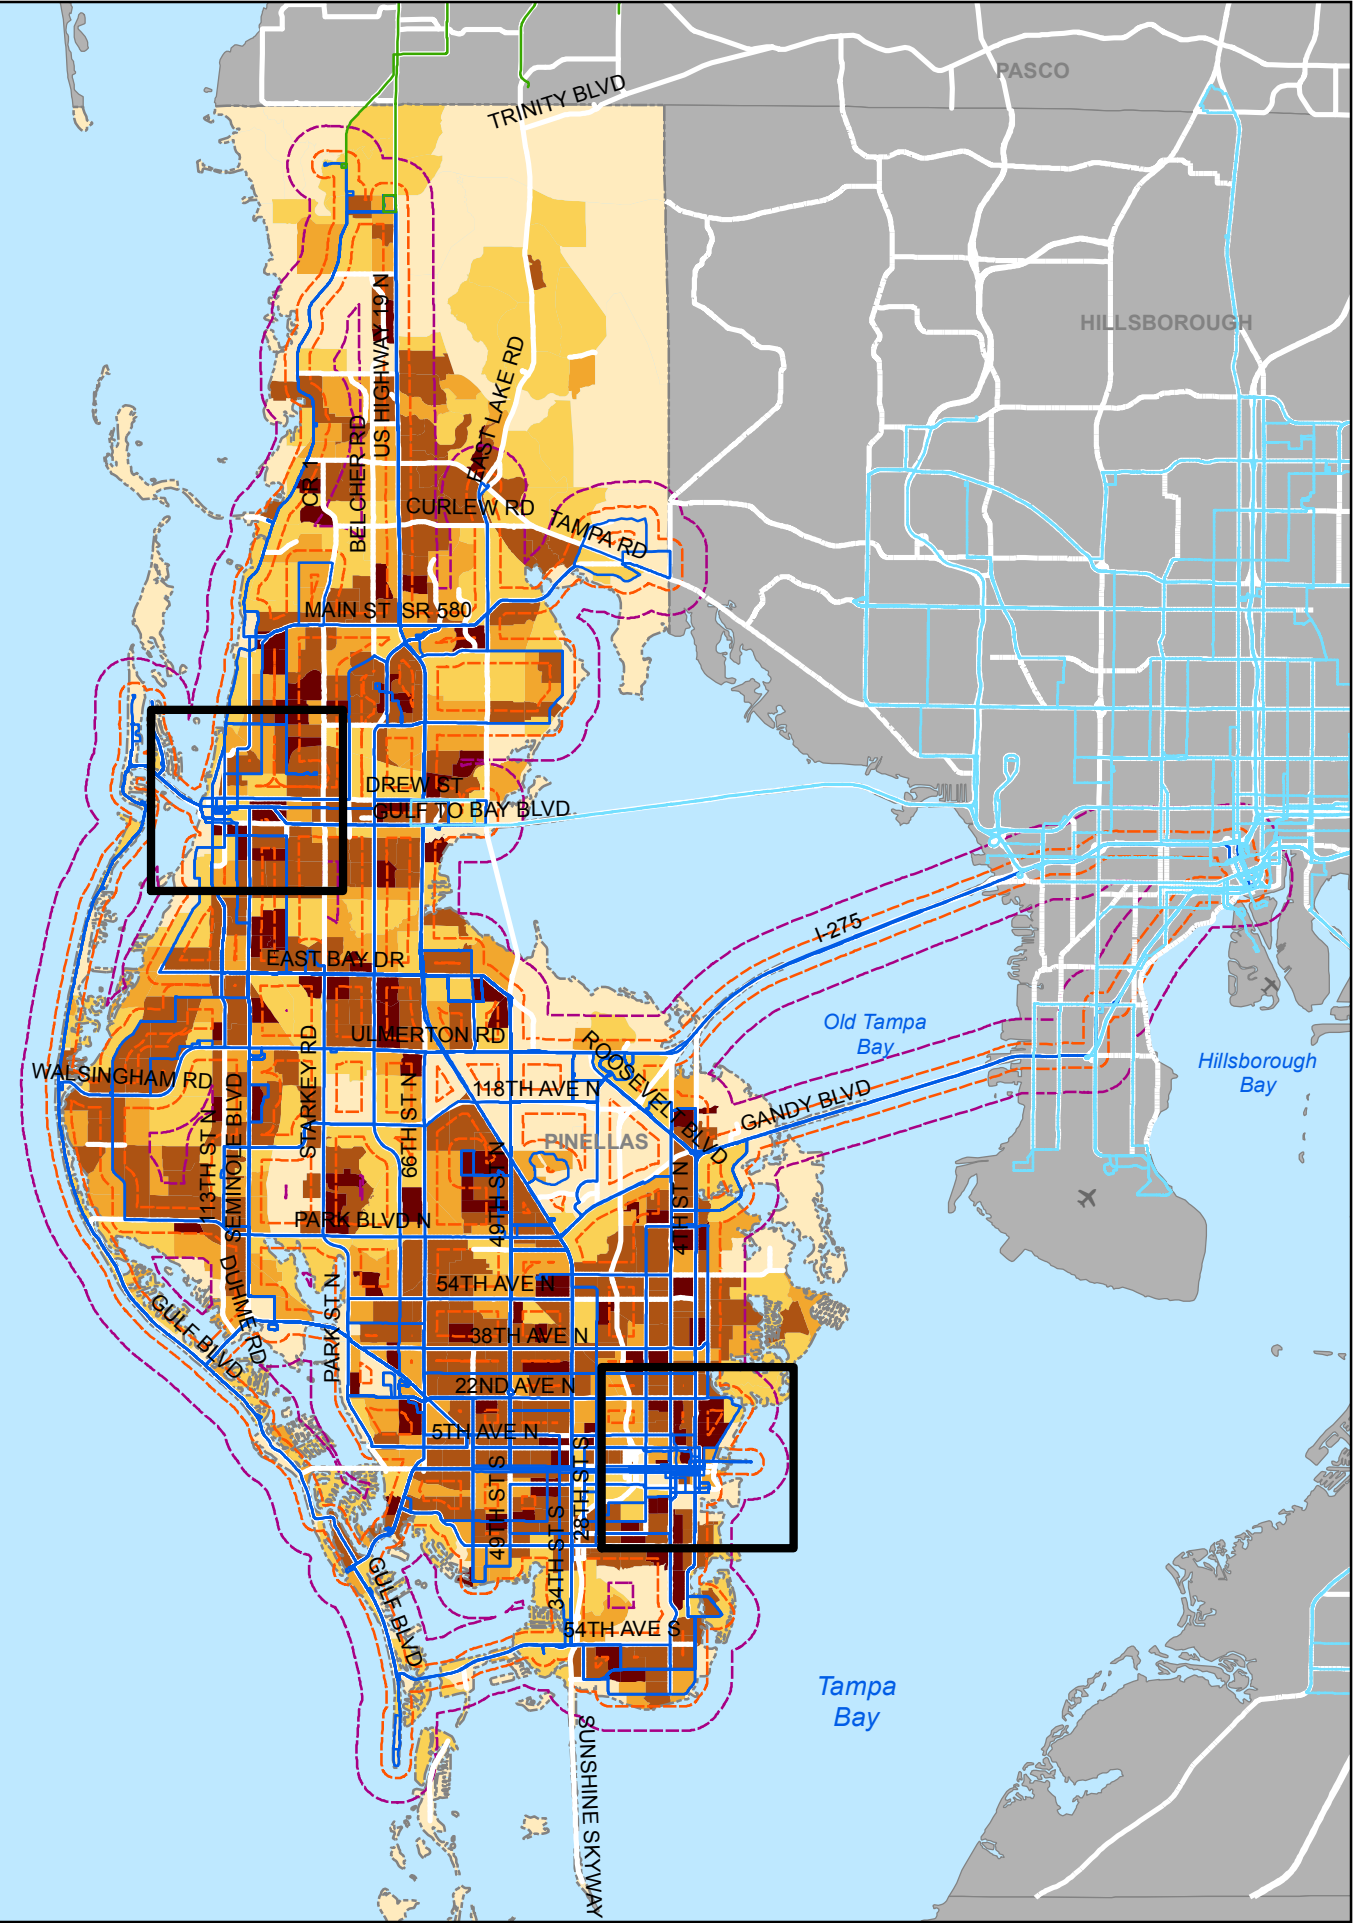 PASCO
TRINITY BLVD
HILLSBOROUGH
US HIGHWAY 19 N
EAST LAKE RD
BELCHER RD
CR 1
CURLEW RD
TAMPA RD
MAIN ST
SR 580
DREW ST
GULF TO BAY BLVD
I-275
EAST BAY DR
Old Tampa
Bay
Hillsborough
Bay
ULMERTON RD
ROOSEVELT BLVD
STARKEY RD
WALSINGHAM RD
118TH AVE N
66TH ST N
GANDY BLVD
PINELLAS
113TH ST N
SEMINOLE BLVD
49TH ST N
4TH ST N
PARK BLVD N
DUHME RD
PARK ST N
54TH AVE N
GULF BLVD
38TH AVE N
22ND AVE N
5TH AVE N
49TH ST S
28TH ST S
34TH ST S
GULF BLVD
54TH AVE S
Tampa
Bay
SUNSHINE SKYWAY